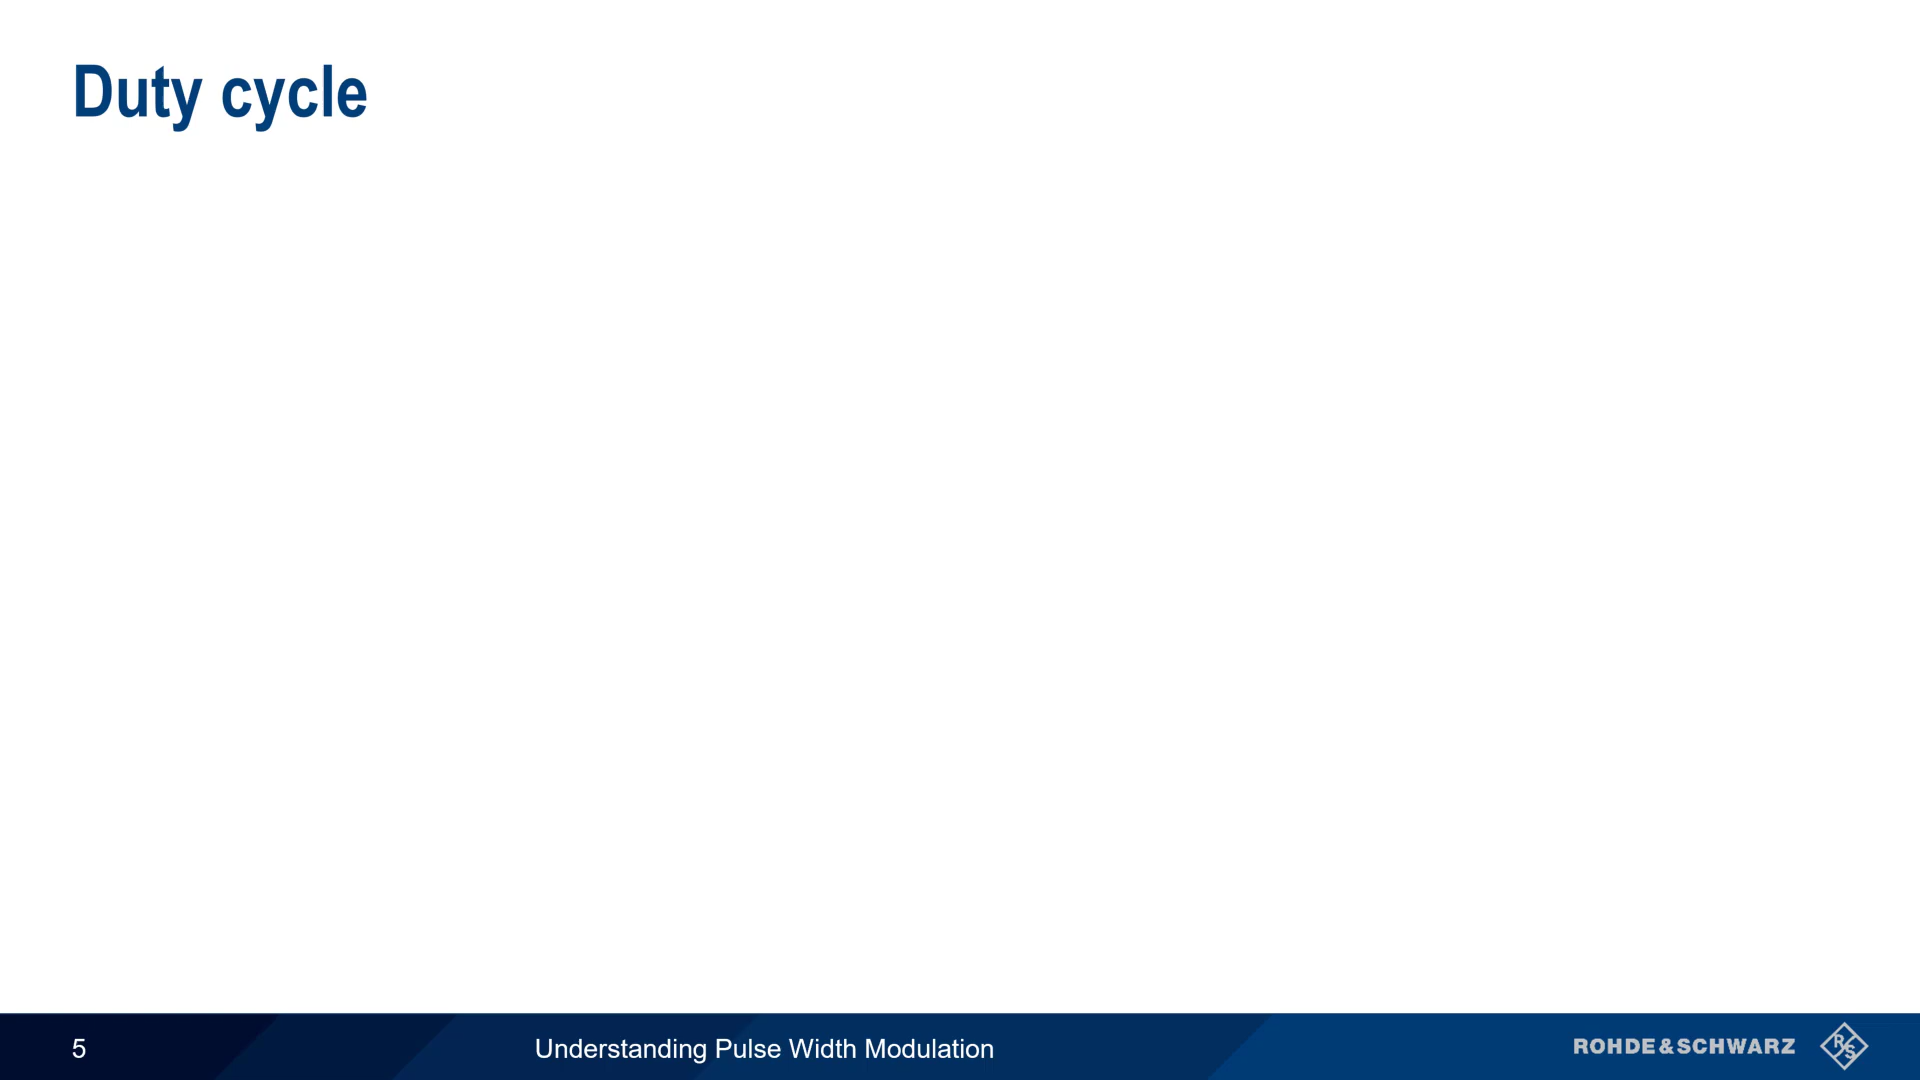 Duty cycle
5
Understanding Pulse Width Modulation
ROHDE&SCHWARZ
R&S